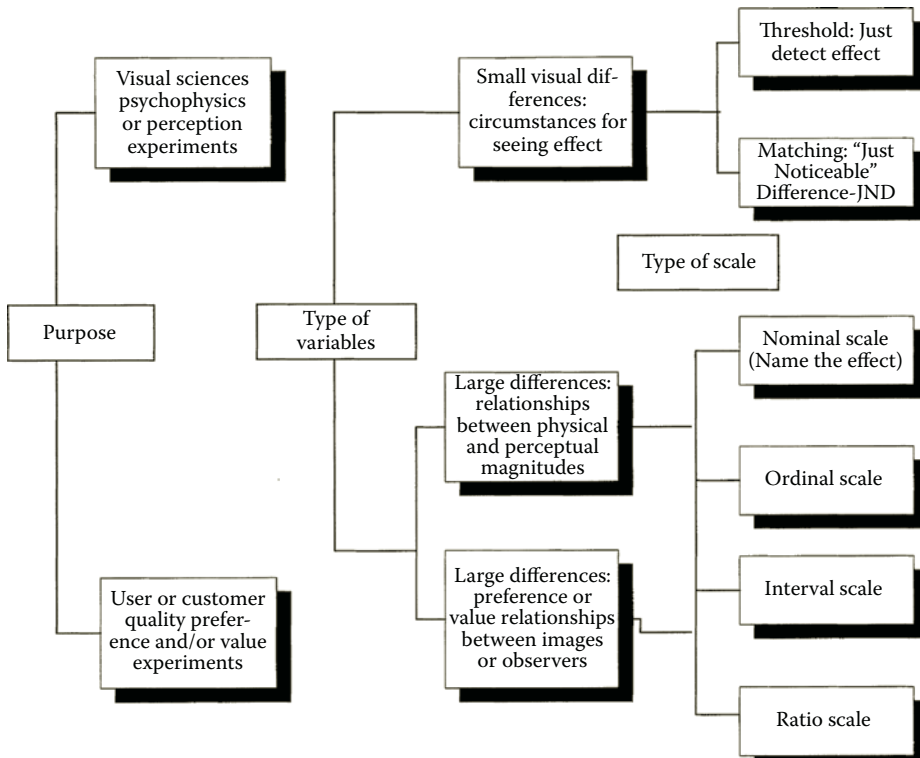 Visual sciences
psychophysics
or perception
experiments
Purpose
User or customer
quality prefer-
ence and/or value
experiments
Type of
variables
Small visual dif-
ferences:
circumstances for
seeing effect
Large differences:
relationships
between physical
and perceptual
magnitudes
Large differences:
preference or
value relationships
between images
or observers
Threshold: Just
detect effect
Matching: “Just
Noticeable”
Difference-JND
Type of scale
Nominal scale
(Name the effect)
Ordinal scale
Interval scale
Ratio scale